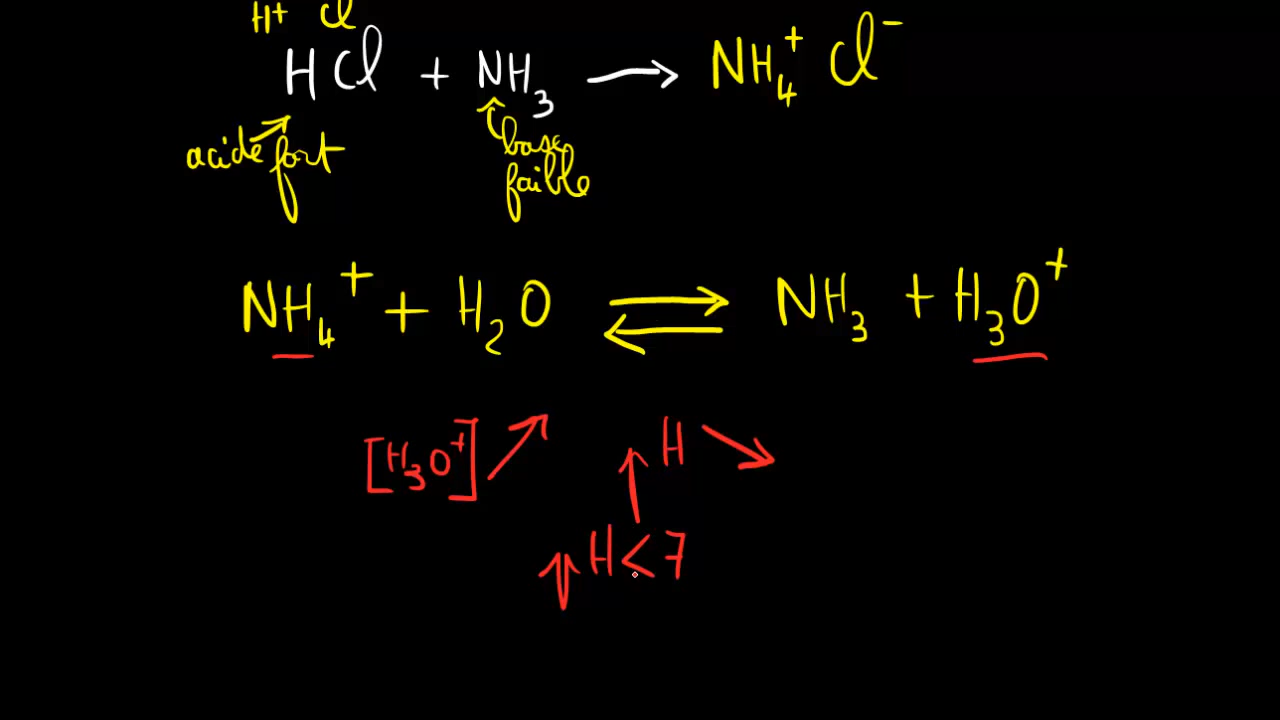 H+ Cl
HCl + NH₃ → NH₄⁺ Cl⁻
acide fort
base
faible
NH₄⁺ + H₂O ⇌ NH₃ + H₃O⁺
[H₃O⁺] ↗ pH ↘
pH < 7